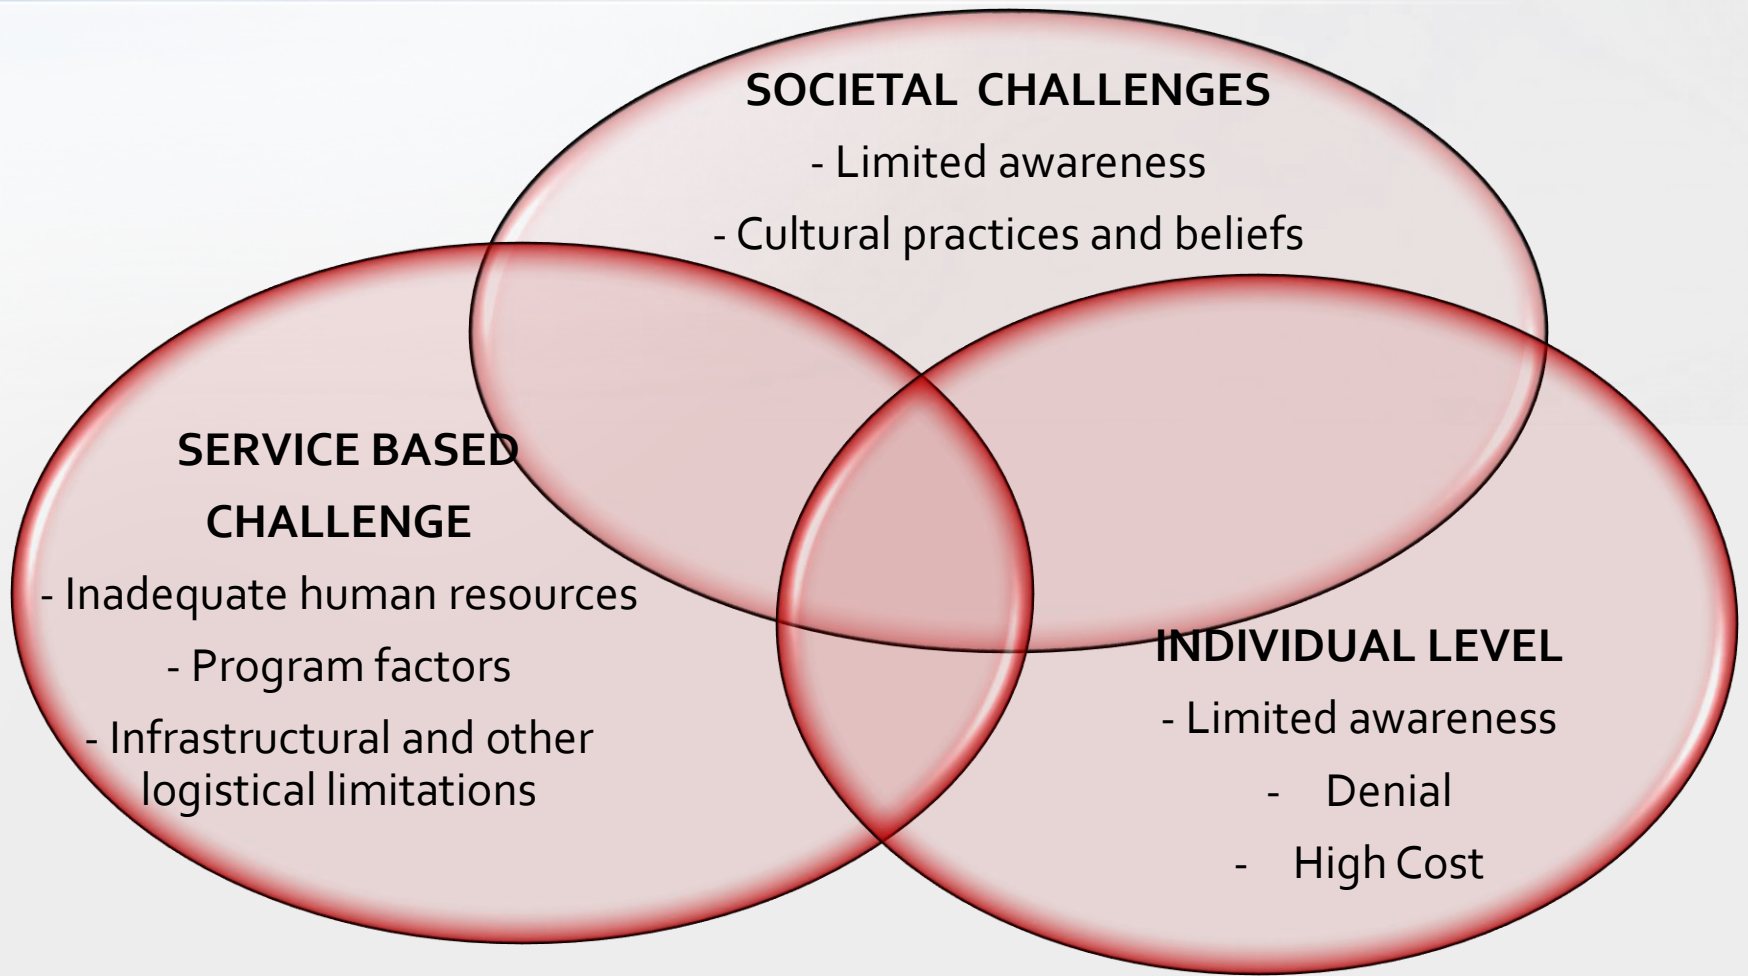 SOCIETAL CHALLENGES
- Limited awareness
- Cultural practices and beliefs
SERVICE BASED
CHALLENGE
- Inadequate human resources
- Program factors
- Infrastructural and other
logistical limitations
INDIVIDUAL LEVEL
- Limited awareness
- Denial
- High Cost